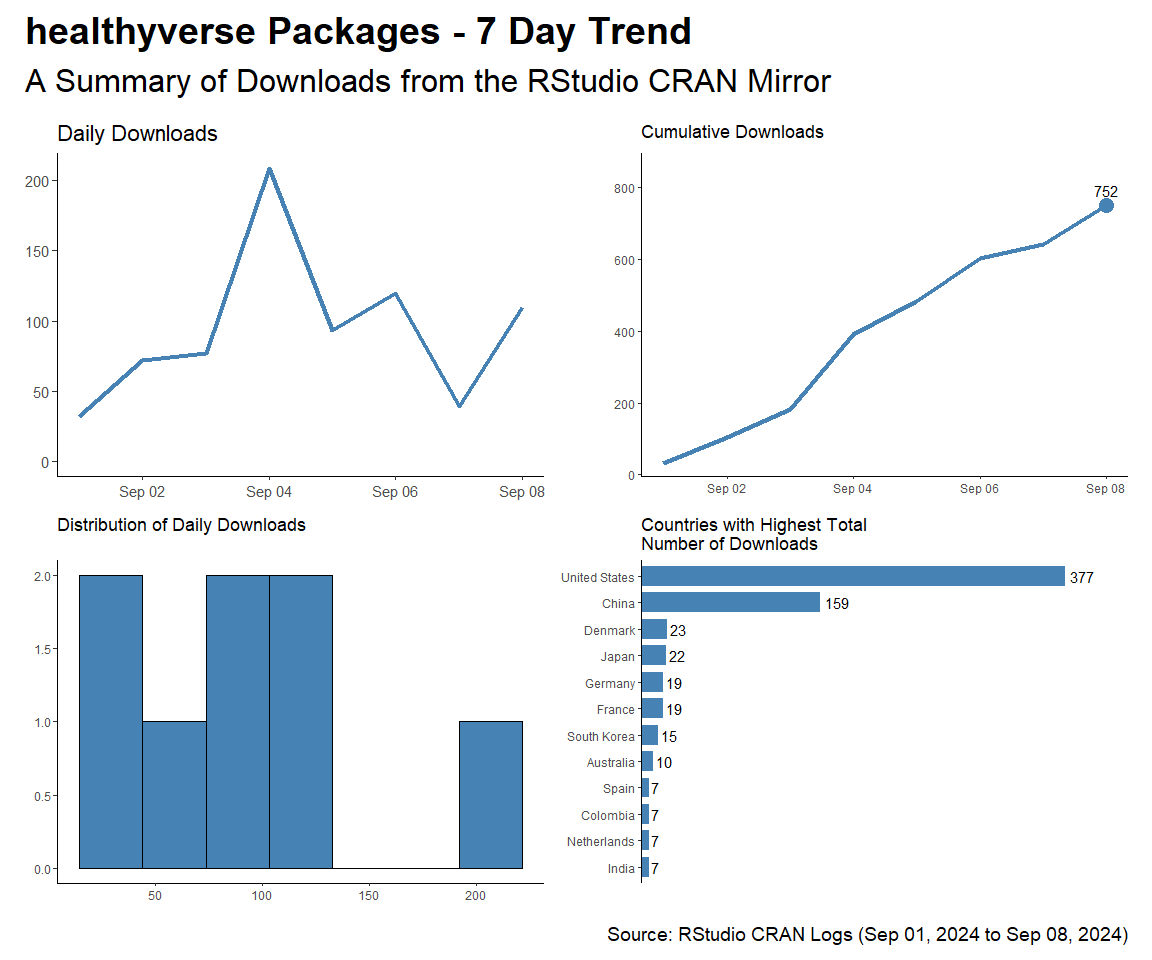 healthyverse Packages - 7 Day Trend
A Summary of Downloads from the RStudio CRAN Mirror
Daily Downloads
200
150
100
50
0
Sep 02 Sep 04 Sep 06 Sep 08
Cumulative Downloads
800
600
400
200
0
752
Sep 02 Sep 04 Sep 06 Sep 08
Distribution of Daily Downloads
2.0
1.5
1.0
0.5
0.0
50 100 150 200
Countries with Highest Total
Number of Downloads
United States 377
China 159
Denmark 23
Japan 22
Germany 19
France 19
South Korea 15
Australia 10
Spain 7
Colombia 7
Netherlands 7
India 7
Source: RStudio CRAN Logs (Sep 01, 2024 to Sep 08, 2024)